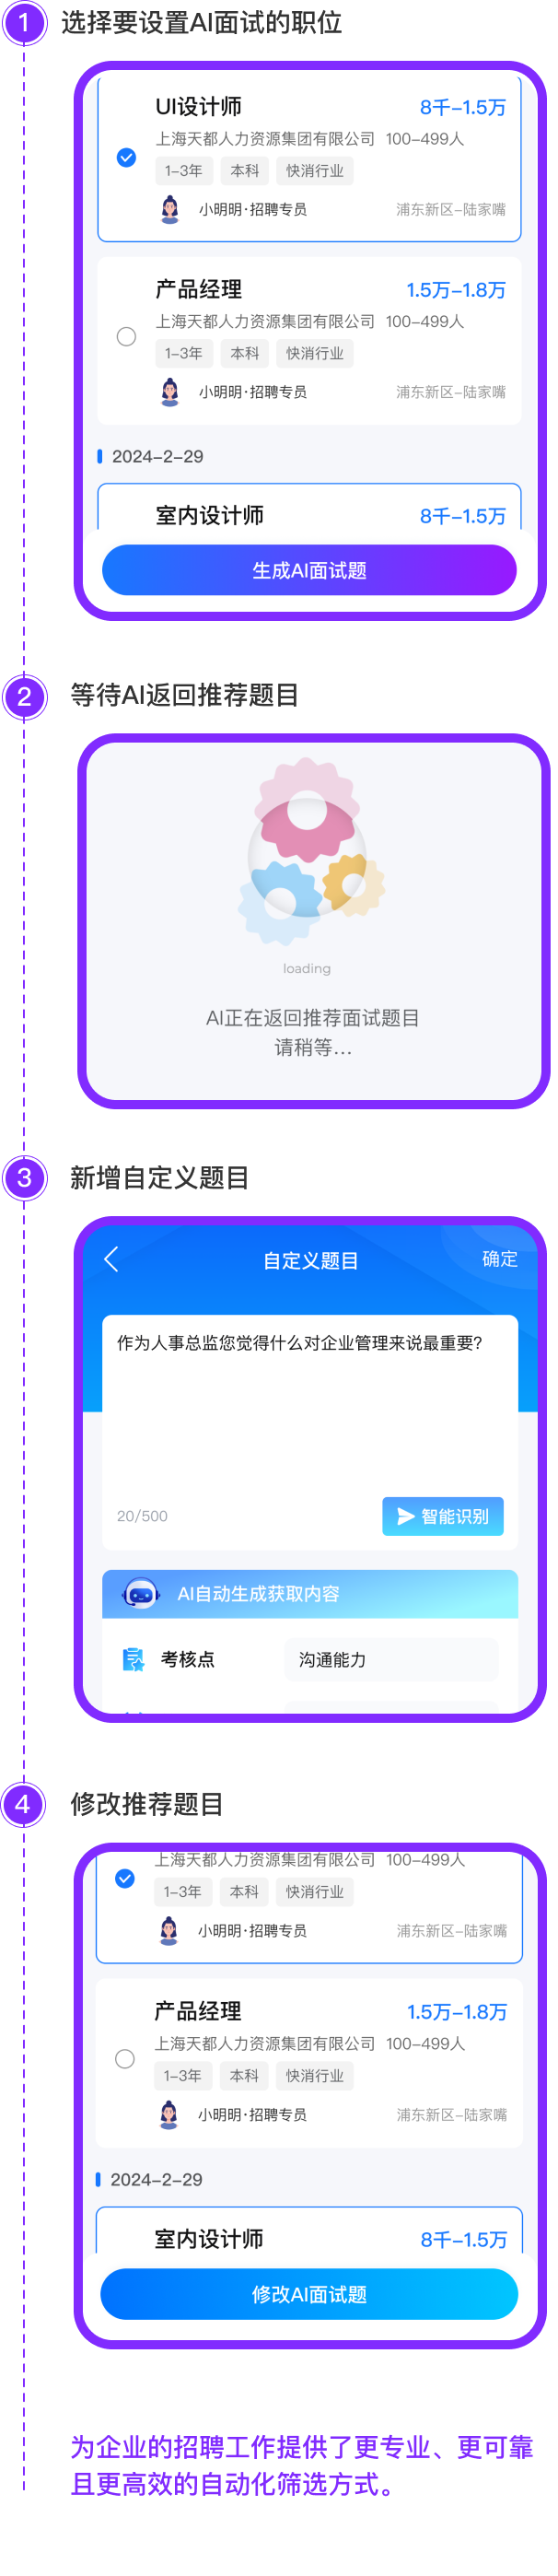 1 选择要设置AI面试的职位
UI设计师 8千-1.5万
上海天都人力资源集团有限公司 100-499人
1-3年 本科 快消行业
小明明·招聘专员 浦东新区-陆家嘴
产品经理 1.5万-1.8万
上海天都人力资源集团有限公司 100-499人
1-3年 本科 快消行业
小明明·招聘专员 浦东新区-陆家嘴
2024-2-29
室内设计师 8千-1.5万
生成AI面试题
2 等待AI返回推荐题目
loading
AI正在返回推荐面试题目
请稍等...
3 新增自定义题目
自定义题目 确定
作为人事总监您觉得什么对企业管理来说最重要?
20/500 智能识别
AI自动生成获取内容
考核点 沟通能力
4 修改推荐题目
上海天都人力资源集团有限公司 100-499人
1-3年 本科 快消行业
小明明·招聘专员 浦东新区-陆家嘴
产品经理 1.5万-1.8万
上海天都人力资源集团有限公司 100-499人
1-3年 本科 快消行业
小明明·招聘专员 浦东新区-陆家嘴
2024-2-29
室内设计师 8千-1.5万
修改AI面试题
为企业的招聘工作提供了更专业、更可靠
且更高效的自动化筛选方式。